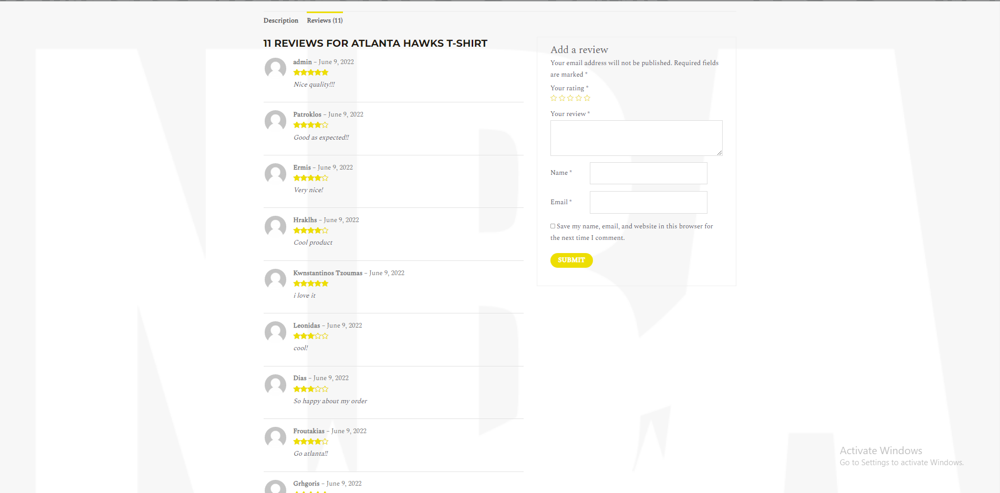 Description Reviews (11)
11 REVIEWS FOR ATLANTA HAWKS T-SHIRT
admin – June 9, 2022
Nice quality!!!
Patroklos – June 9, 2022
Good as expected!!
Ermis – June 9, 2022
Very nice!
Hraklhs – June 9, 2022
Cool product
Kwnstantinos Tzoumas – June 9, 2022
i love it
Leonidas – June 9, 2022
cool!
Dias – June 9, 2022
So happy about my order
Froutakias – June 9, 2022
Go atlanta!!
Grhgoris – June 9, 2022
Add a review
Your email address will not be published. Required fields
are marked *
Your rating *
Your review *
Name *
Email *
Save my name, email, and website in this browser for
the next time I comment.
SUBMIT
NBA
Activate Windows
Go to Settings to activate Windows.